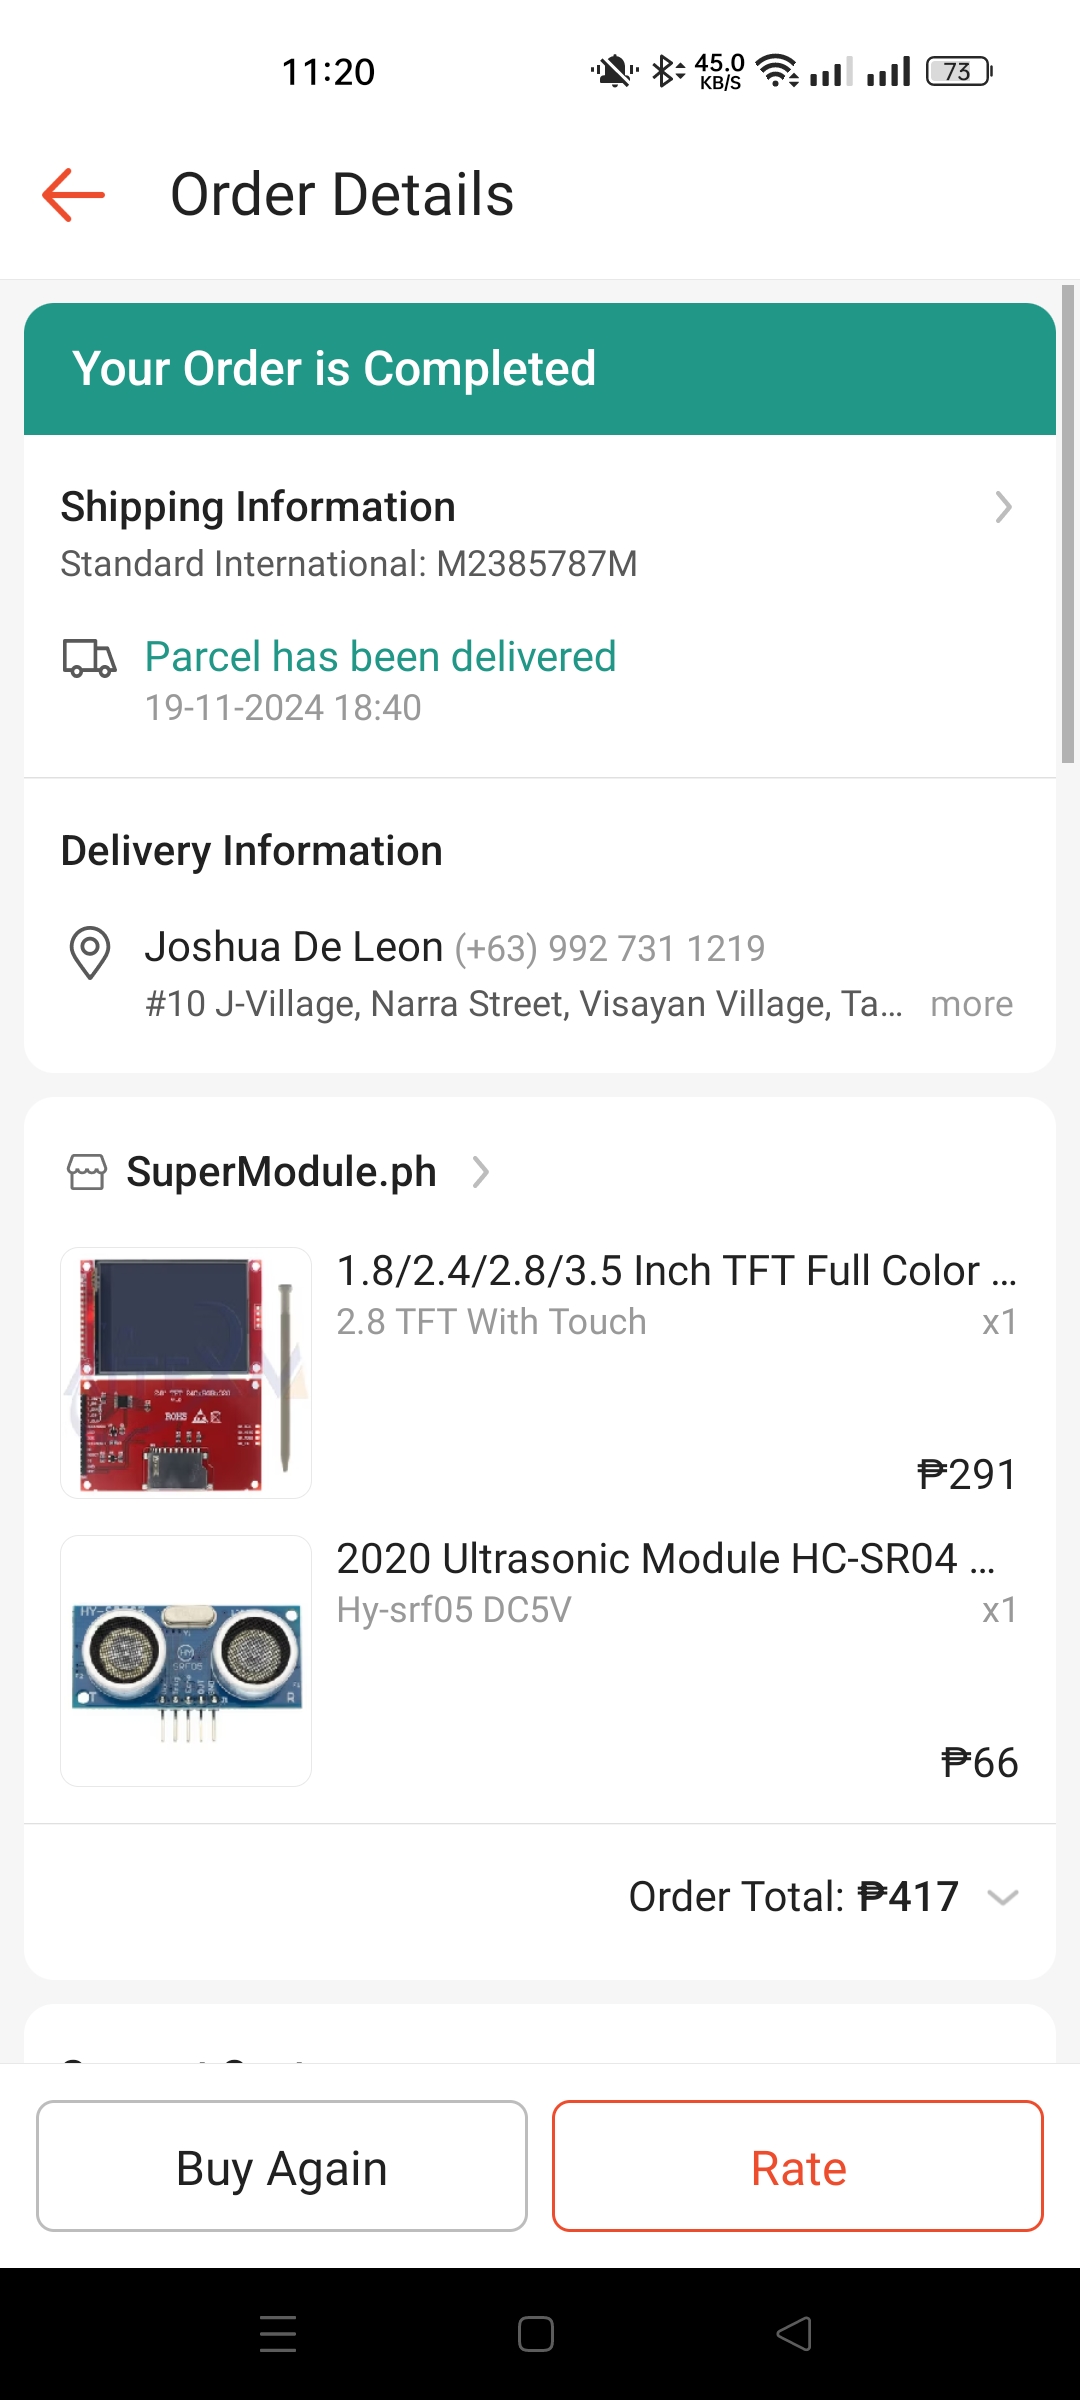 11:20
45.0
KB/S
73
Order Details
Your Order is Completed
Shipping Information
Standard International: M2385787M
Parcel has been delivered
19-11-2024 18:40
Delivery Information
Joshua De Leon (+63) 992 731 1219
#10 J-Village, Narra Street, Visayan Village, Ta... more
SuperModule.ph
1.8/2.4/2.8/3.5 Inch TFT Full Color ...
2.8 TFT With Touch x1
ROHS
₱291
2020 Ultrasonic Module HC-SR04 ...
Hy-srf05 DC5V x1
SRF05
T
R
₱66
Order Total: ₱417
Buy Again
Rate